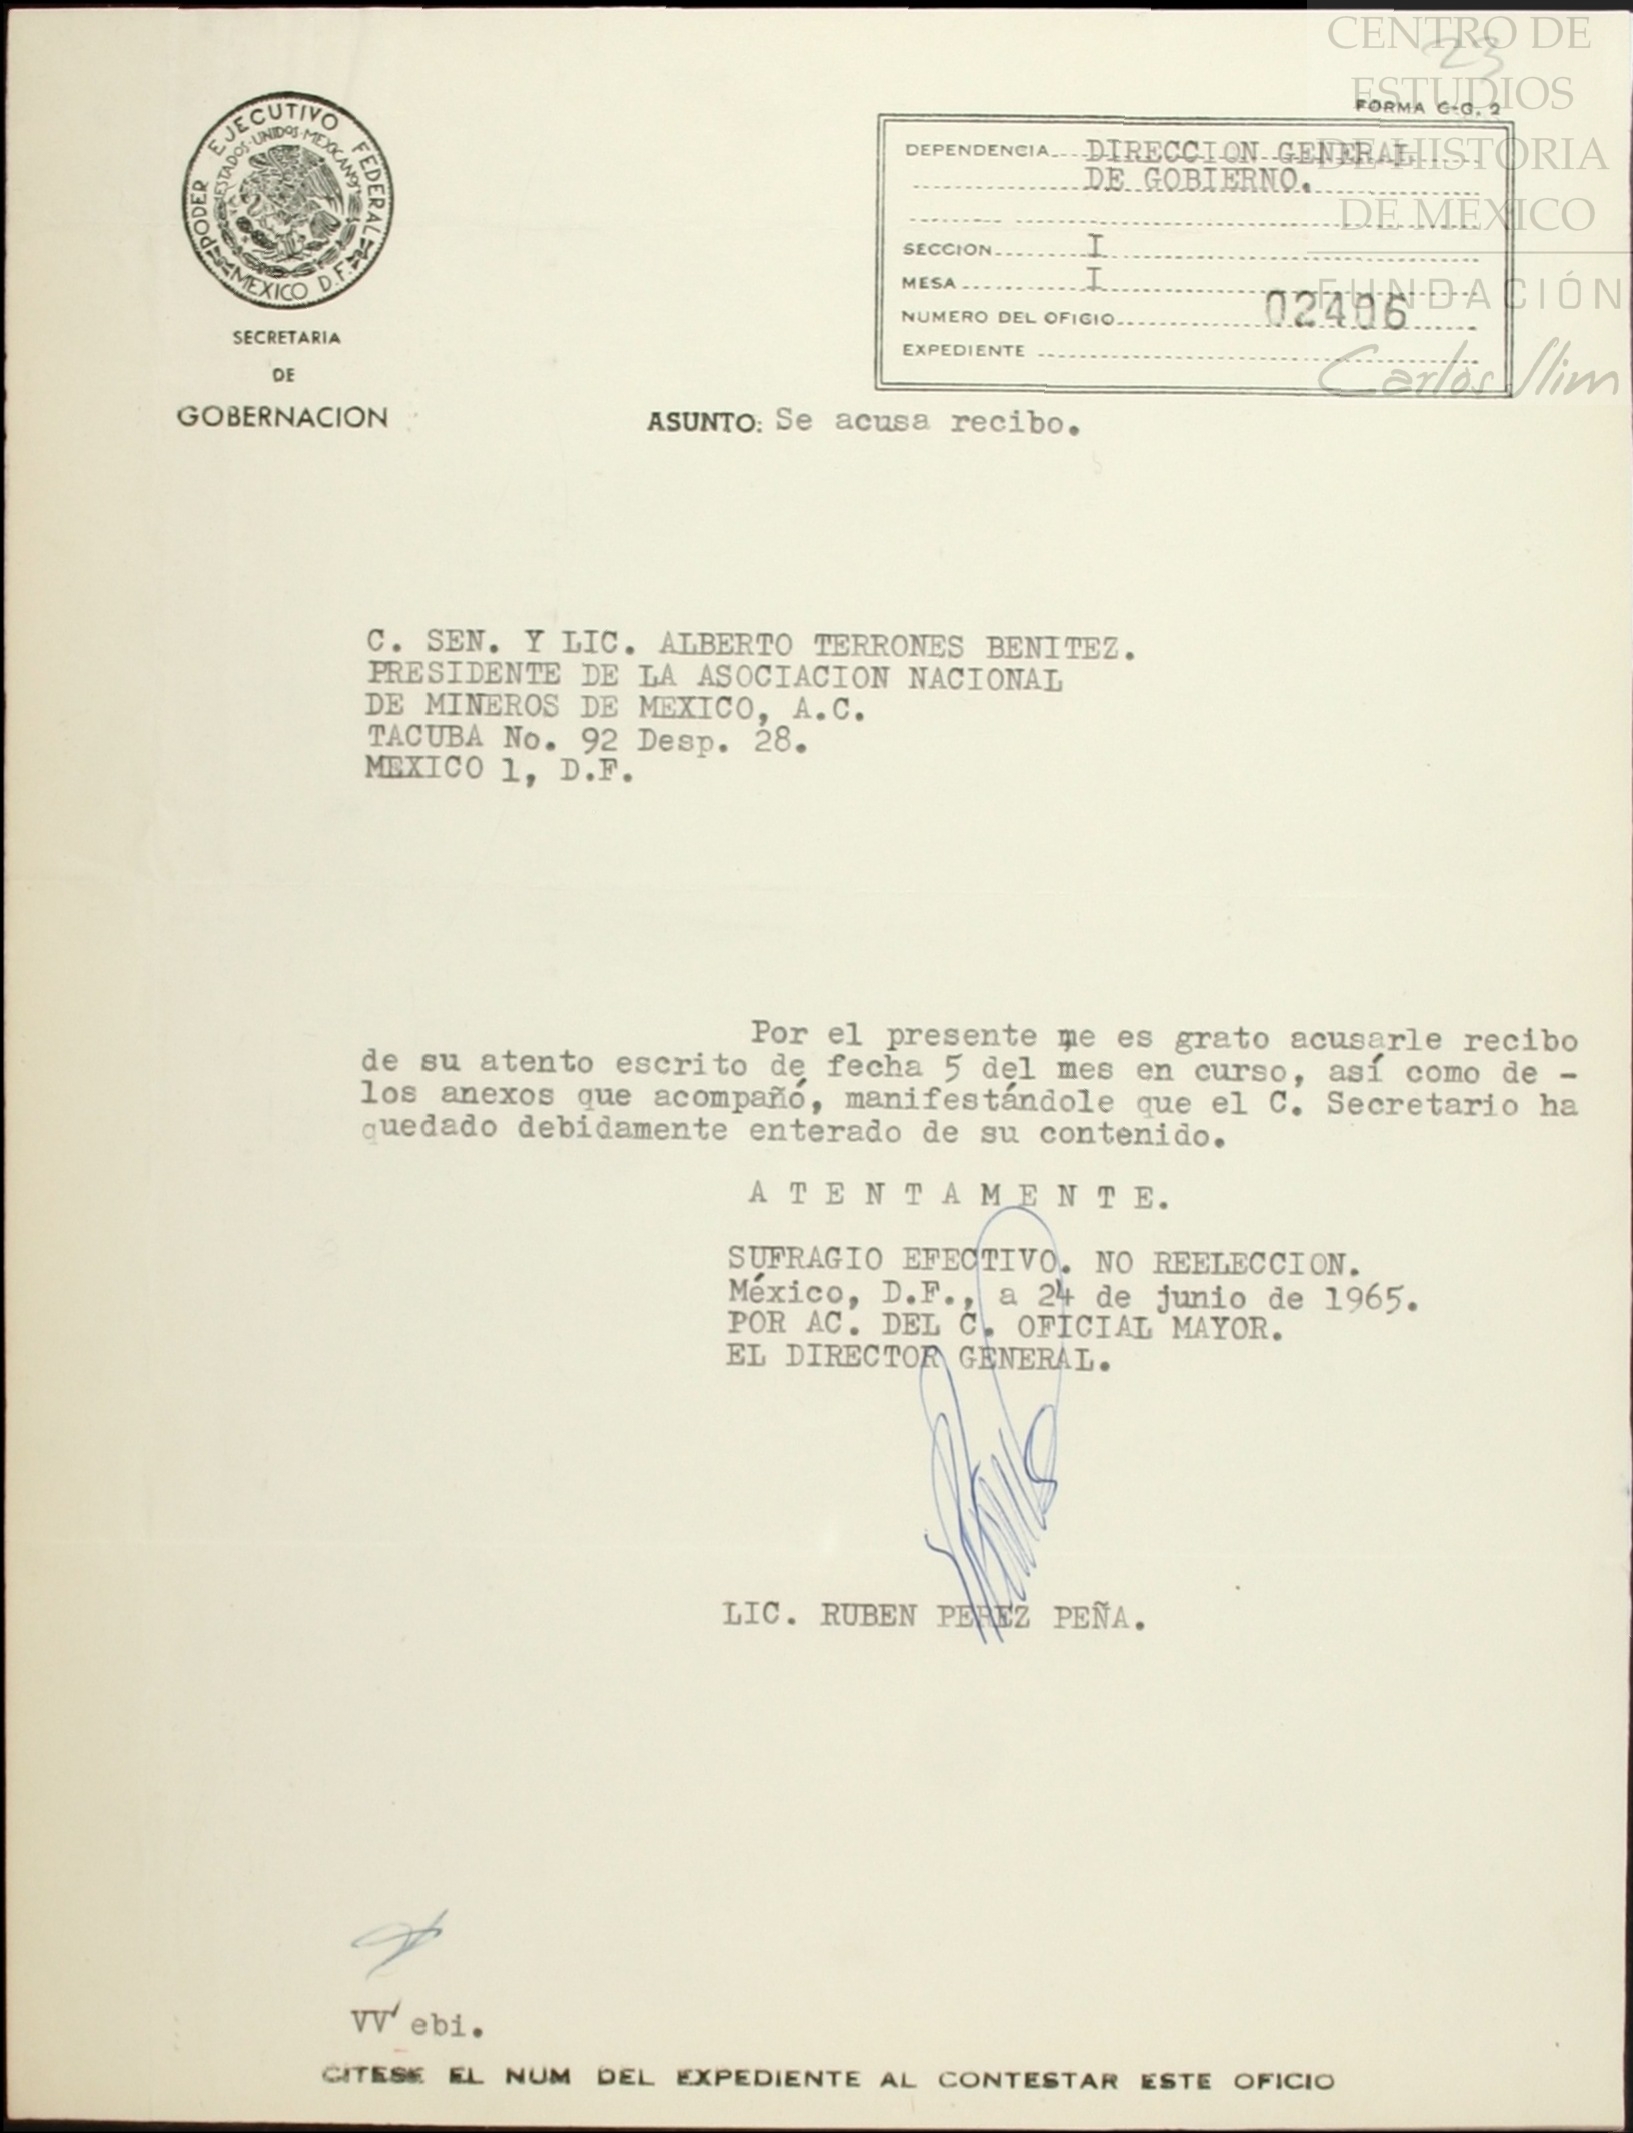 CENTRO DE
ESTUDIOS
DE HISTORIA
DE MÉXICO
FUNDACIÓN
Carlos Slim
23
FORMA C-G. 2
PODER EJECUTIVO FEDERAL
ESTADOS UNIDOS MEXICANOS
MEXICO D.F.
SECRETARIA
DE
GOBERNACION
DEPENDENCIA DIRECCION GENERAL
DE GOBIERNO.
SECCION I
MESA I
NUMERO DEL OFICIO 02406
EXPEDIENTE
ASUNTO: Se acusa recibo.
C. SEN. Y LIC. ALBERTO TERRONES BENITEZ.
PRESIDENTE DE LA ASOCIACION NACIONAL
DE MINEROS DE MEXICO, A.C.
TACUBA No. 92 Desp. 28.
MEXICO 1, D.F.
Por el presente me es grato acusarle recibo
de su atento escrito de fecha 5 del mes en curso, así como de -
los anexos que acompañó, manifestándole que el C. Secretario ha
quedado debidamente enterado de su contenido.
A T E N T A M E N T E.
SUFRAGIO EFECTIVO. NO REELECCION.
México, D.F., a 24 de junio de 1965.
POR AC. DEL C. OFICIAL MAYOR.
EL DIRECTOR GENERAL.
LIC. RUBEN PEREZ PEÑA.
VV' ebi.
CITESE EL NUM DEL EXPEDIENTE AL CONTESTAR ESTE OFICIO